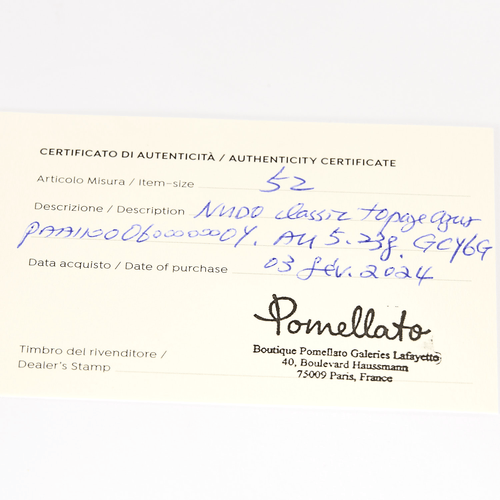 CERTIFICATO DI AUTENTICITÀ / AUTHENTICITY CERTIFICATE
Articolo Misura / Item-size 52
Descrizione / Description NUDO classic topaze
AU 5.23g.
Data acquisto / Date of purchase 03 fév. 2024
Pomellato
Boutique Pomellato Galeries Lafayette
40, Boulevard Haussmann
75009 Paris, France
Timbro del rivenditore /
Dealer's Stamp